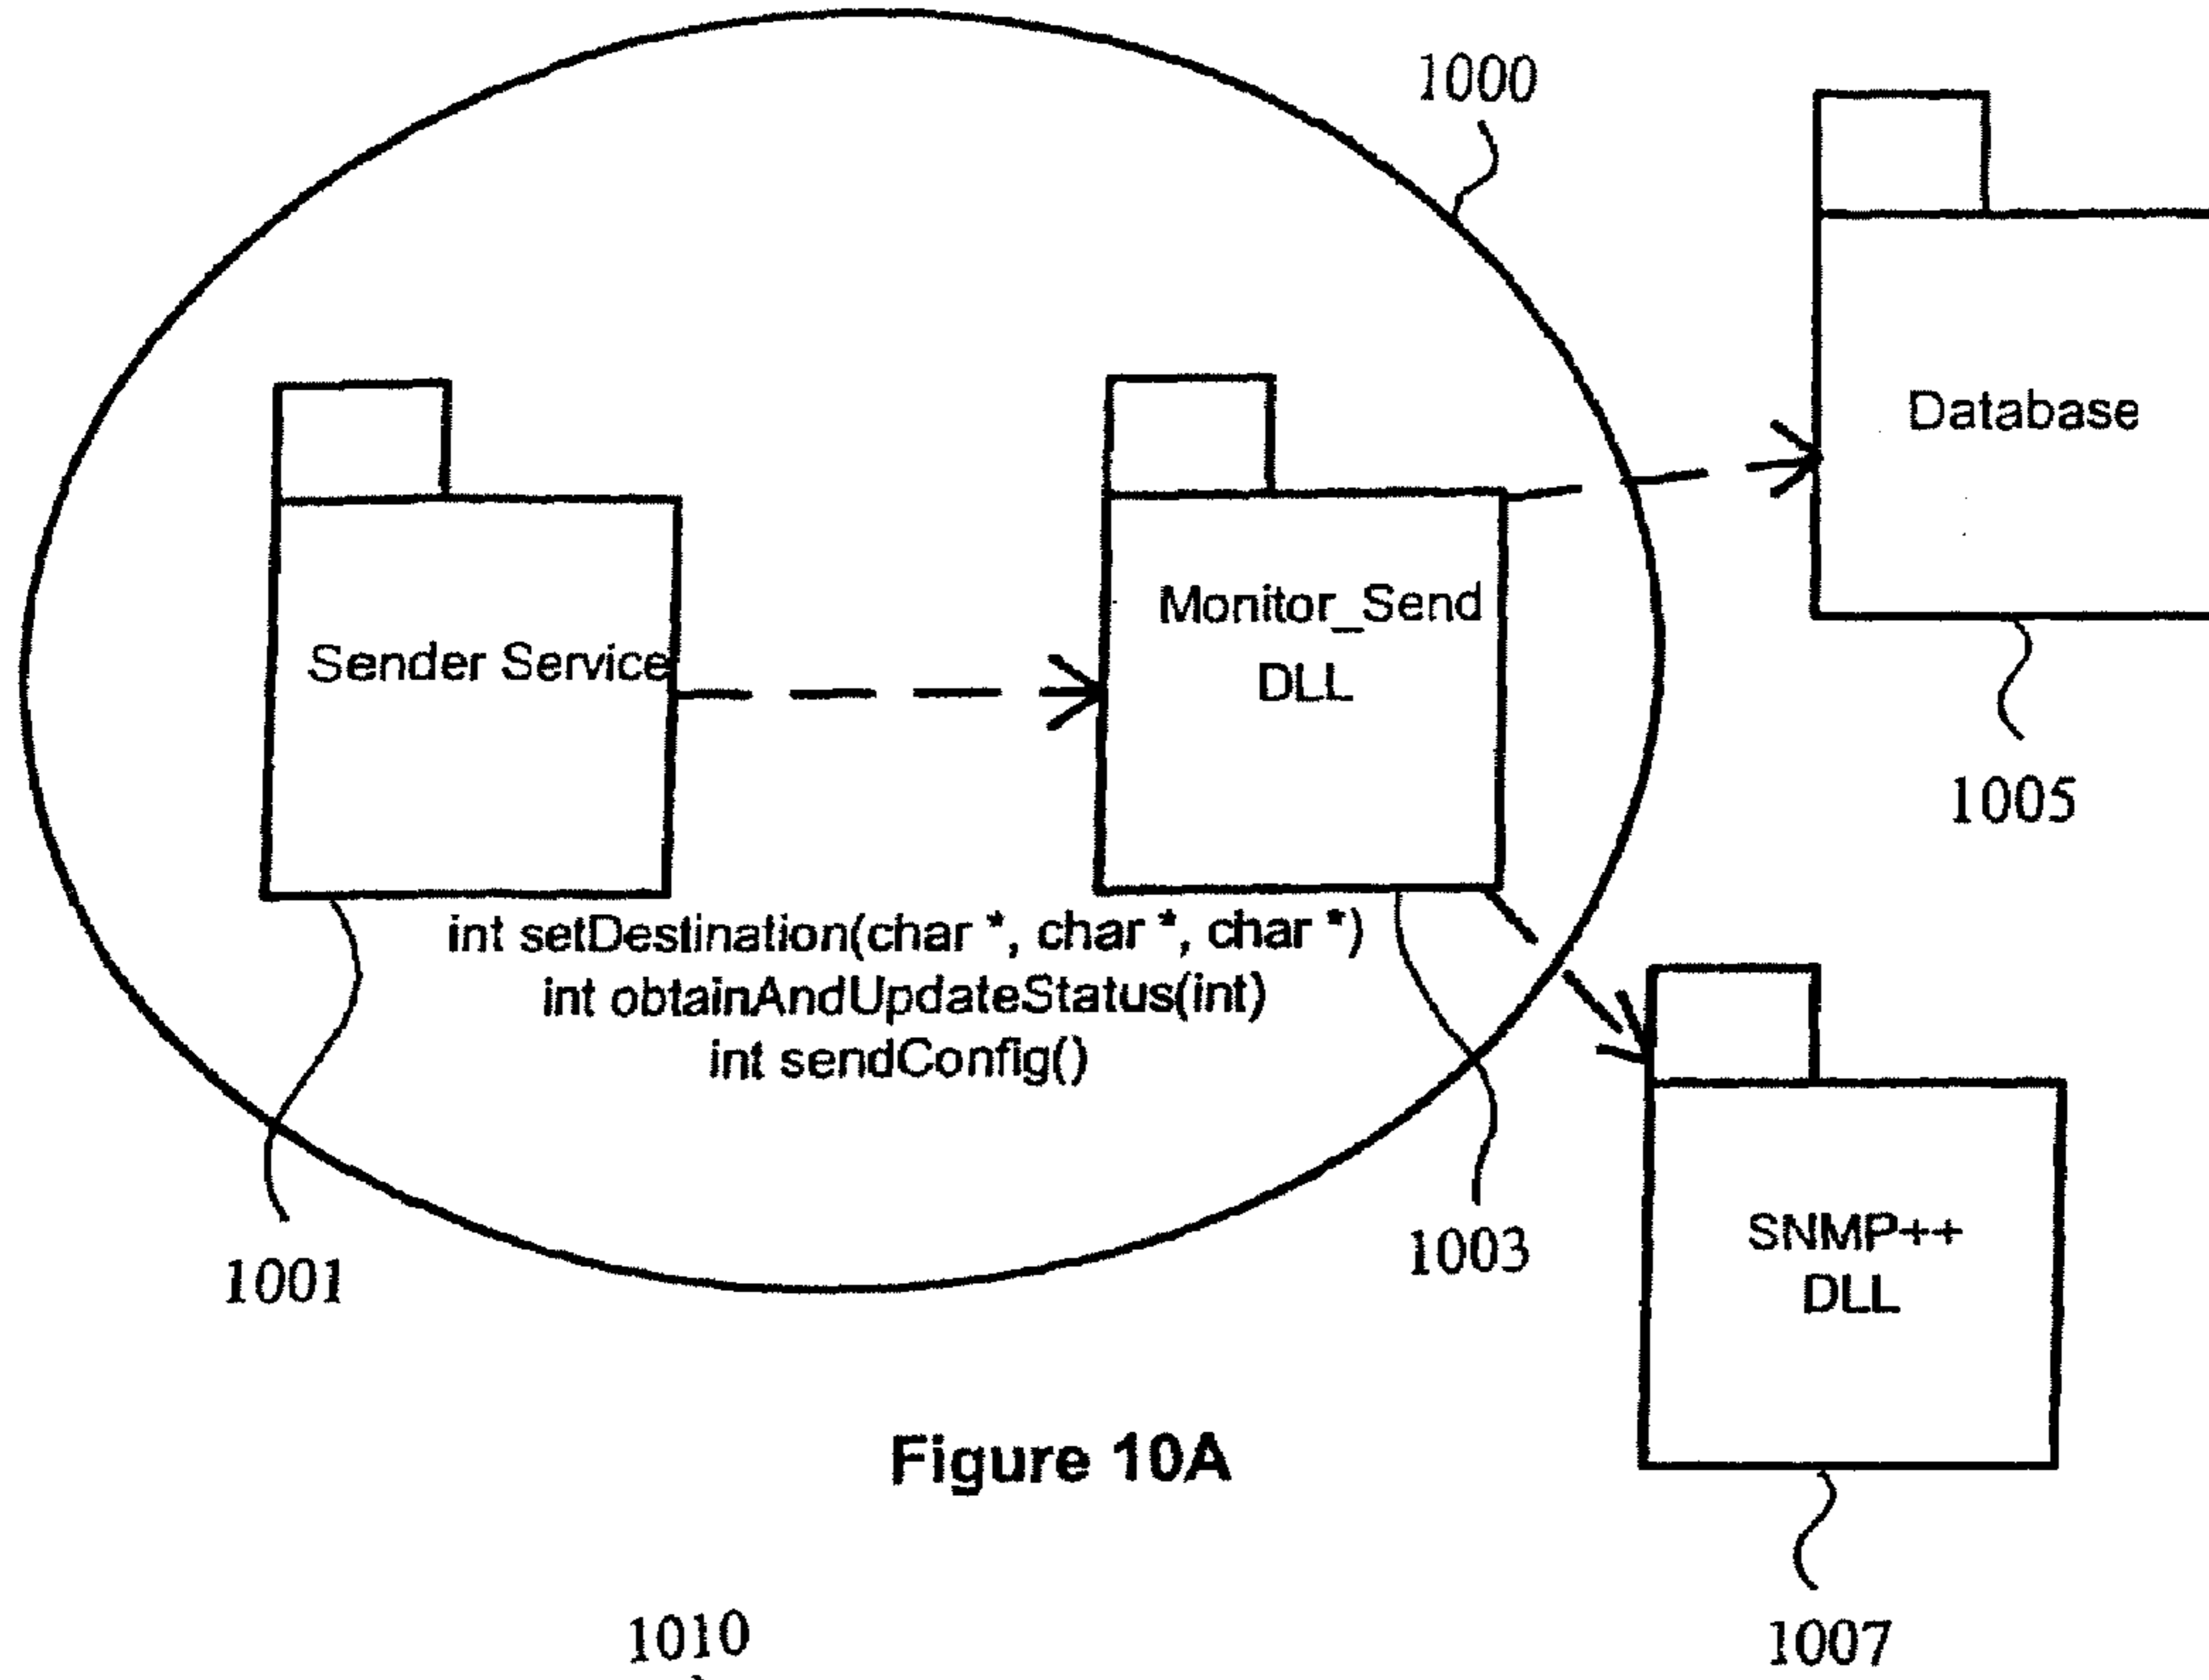 1000
Database
Monitor_Send
DLL
Sender Service
1005
int setDestination(char *, char *, char *)
int obtainAndUpdateStatus(int)
int sendConfig()
1001
1003
SNMP++
DLL
Figure 10A
1010
1007